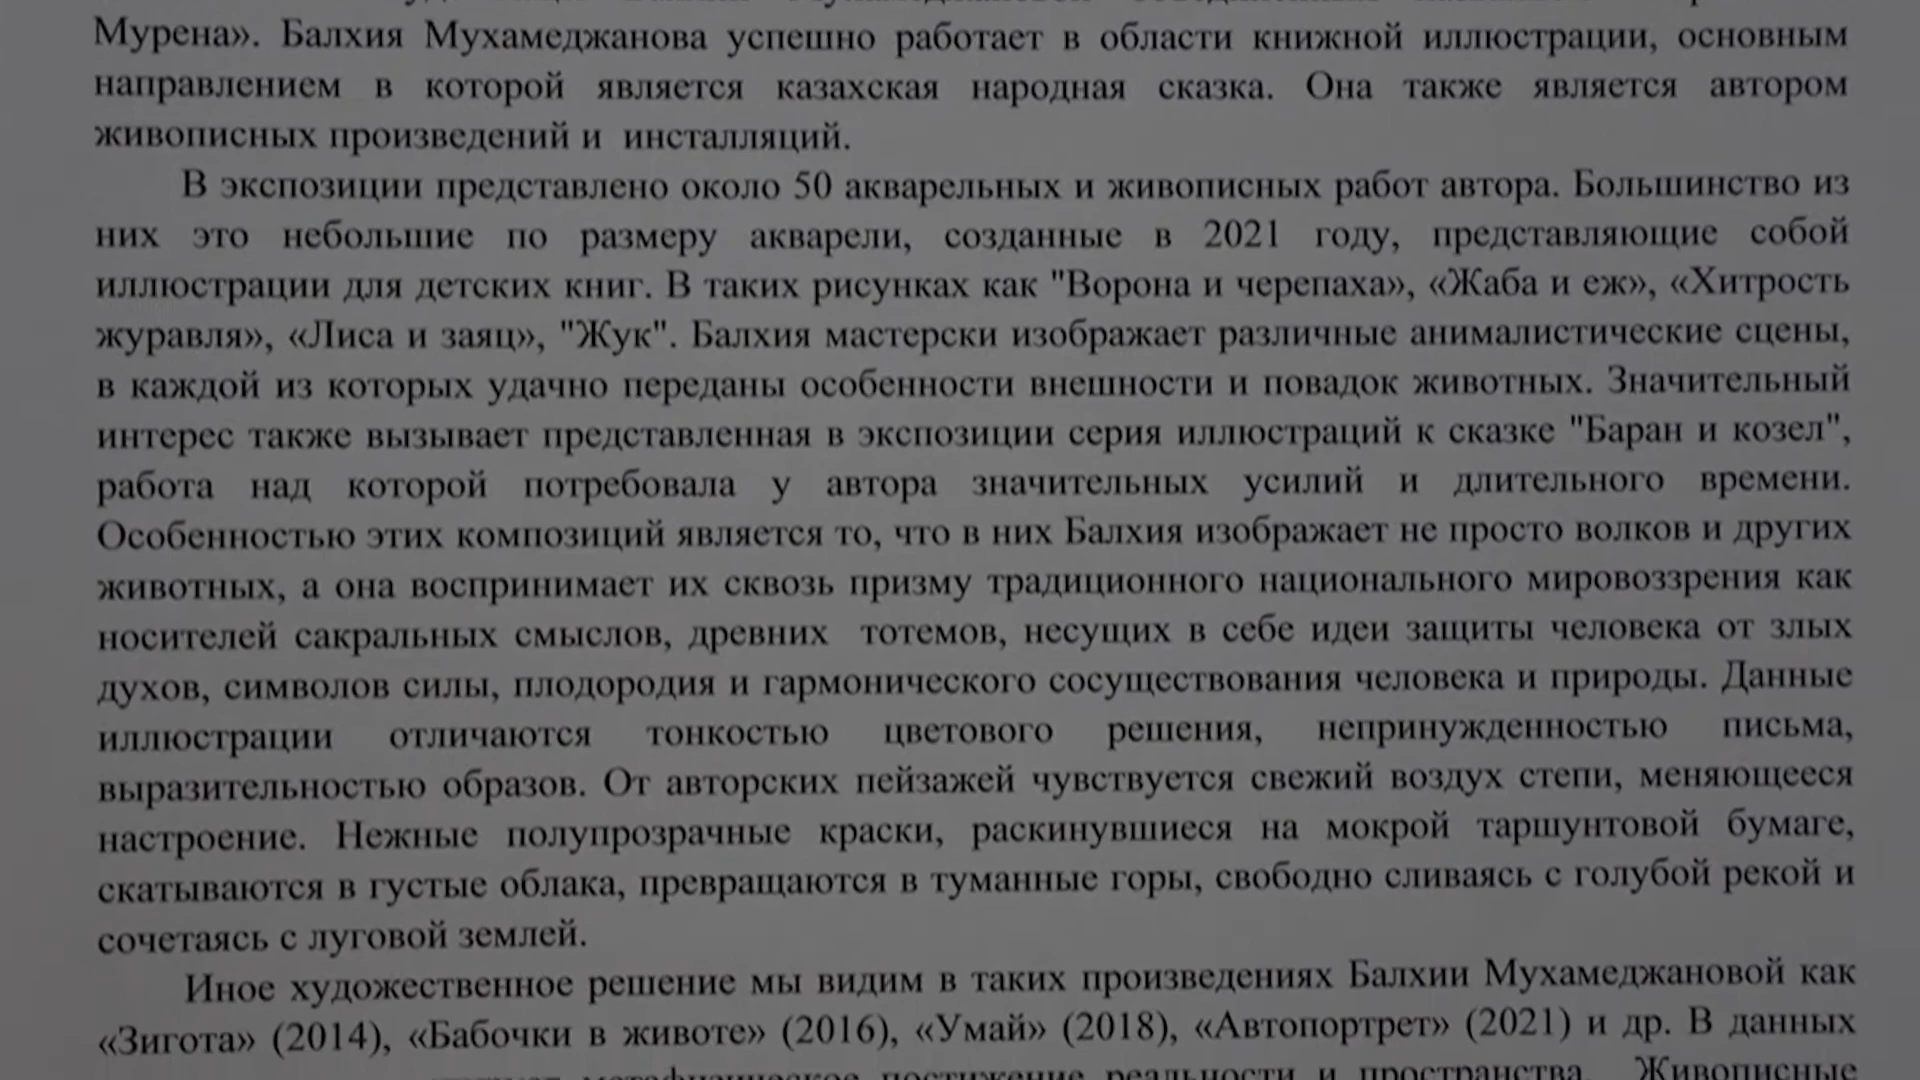 Мурена». Балхия Мухамеджанова успешно работает в области книжной иллюстрации, основным
направлением в которой является казахская народная сказка. Она также является автором
живописных произведений и инсталляций.
В экспозиции представлено около 50 акварельных и живописных работ автора. Большинство из
них это небольшие по размеру акварели, созданные в 2021 году, представляющие собой
иллюстрации для детских книг. В таких рисунках как "Ворона и черепаха», «Жаба и еж», «Хитрость
журавля», «Лиса и заяц», "Жук". Балхия мастерски изображает различные анималистические сцены,
в каждой из которых удачно переданы особенности внешности и повадок животных. Значительный
интерес также вызывает представленная в экспозиции серия иллюстраций к сказке "Баран и козел",
работа над которой потребовала у автора значительных усилий и длительного времени.
Особенностью этих композиций является то, что в них Балхия изображает не просто волков и других
животных, а она воспринимает их сквозь призму традиционного национального мировоззрения как
носителей сакральных смыслов, древних тотемов, несущих в себе идеи защиты человека от злых
духов, символов силы, плодородия и гармонического сосуществования человека и природы. Данные
иллюстрации отличаются тонкостью цветового решения, непринужденностью письма,
выразительностью образов. От авторских пейзажей чувствуется свежий воздух степи, меняющееся
настроение. Нежные полупрозрачные краски, раскинувшиеся на мокрой таршунтовой бумаге,
скатываются в густые облака, превращаются в туманные горы, свободно сливаясь с голубой рекой и
сочетаясь с луговой землей.
Иное художественное решение мы видим в таких произведениях Балхии Мухамеджановой как
«Зигота» (2014), «Бабочки в животе» (2016), «Умай» (2018), «Автопортрет» (2021) и др. В данных
метафизическое постижение реальности и пространства. Живописные